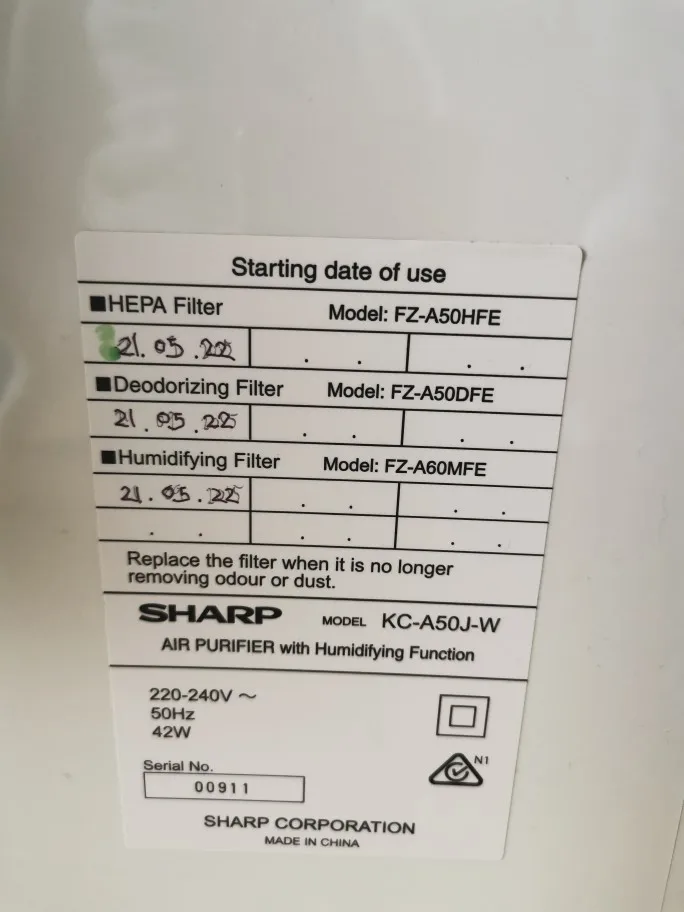 Starting date of use
■HEPA Filter Model: FZ-A50HFE
21.05. . . . .
■Deodorizing Filter Model: FZ-A50DFE
21.05.225 . . . .
■Humidifying Filter Model: FZ-A60MFE
21.05. . . . .
. . . . . .
Replace the filter when it is no longer
removing odour or dust.
SHARP MODEL KC-A50J-W
AIR PURIFIER with Humidifying Function
220-240V ~
50Hz
42W
N1
Serial No.
00911
SHARP CORPORATION
MADE IN CHINA